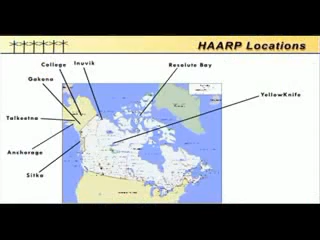 HAARP Locations
College
Inuvik
Resolute Bay
Gakona
YellowKnife
Talkeetna
Anchorage
Sitka